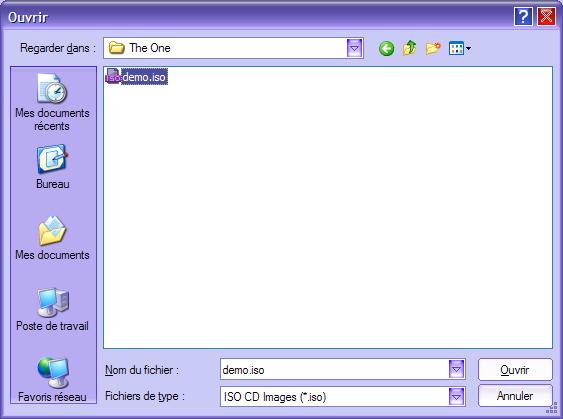 Ouvrir
Regarder dans :
The One
demo.iso
Mes documents
récents
Bureau
Mes documents
Poste de travail
Favoris réseau
Nom du fichier :
demo.iso
Ouvrir
Fichiers de type :
ISO CD Images (*.iso)
Annuler